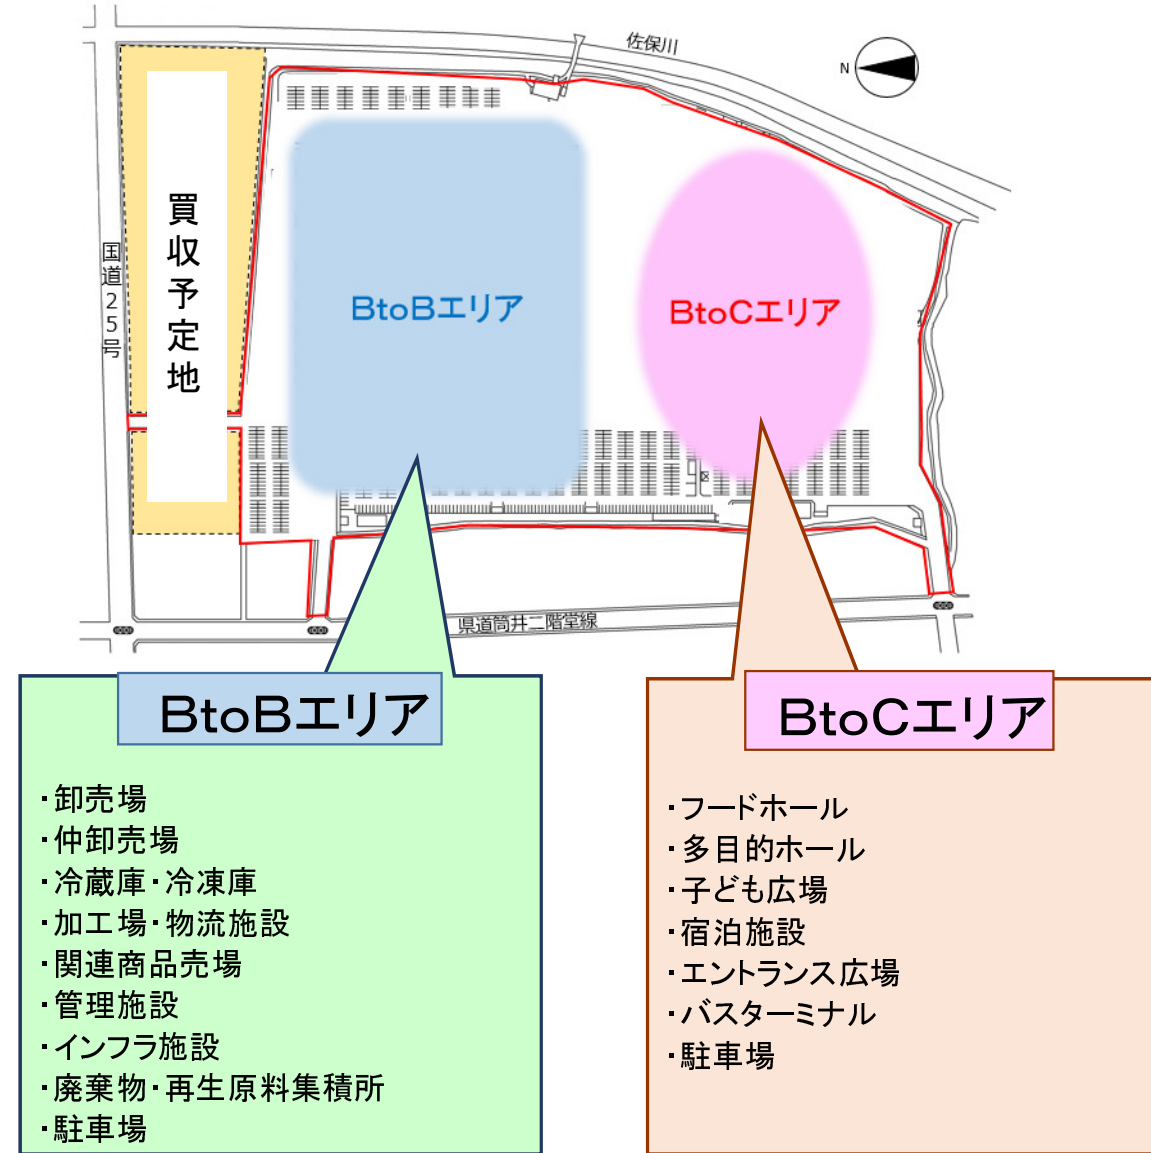 佐保川
N
買収予定地
国道25号
BtoBエリア
BtoCエリア
県道筒井二階堂線
BtoBエリア
・卸売場
・仲卸売場
・冷蔵庫・冷凍庫
・加工場・物流施設
・関連商品売場
・管理施設
・インフラ施設
・廃棄物・再生原料集積所
・駐車場
BtoCエリア
・フードホール
・多目的ホール
・子ども広場
・宿泊施設
・エントランス広場
・バスターミナル
・駐車場